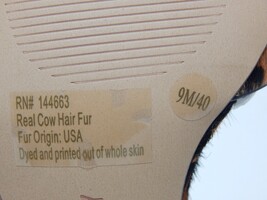 RN# 144663
Real Cow Hair Fur
Fur Origin: USA
Dyed and printed out of whole skin
9M/40